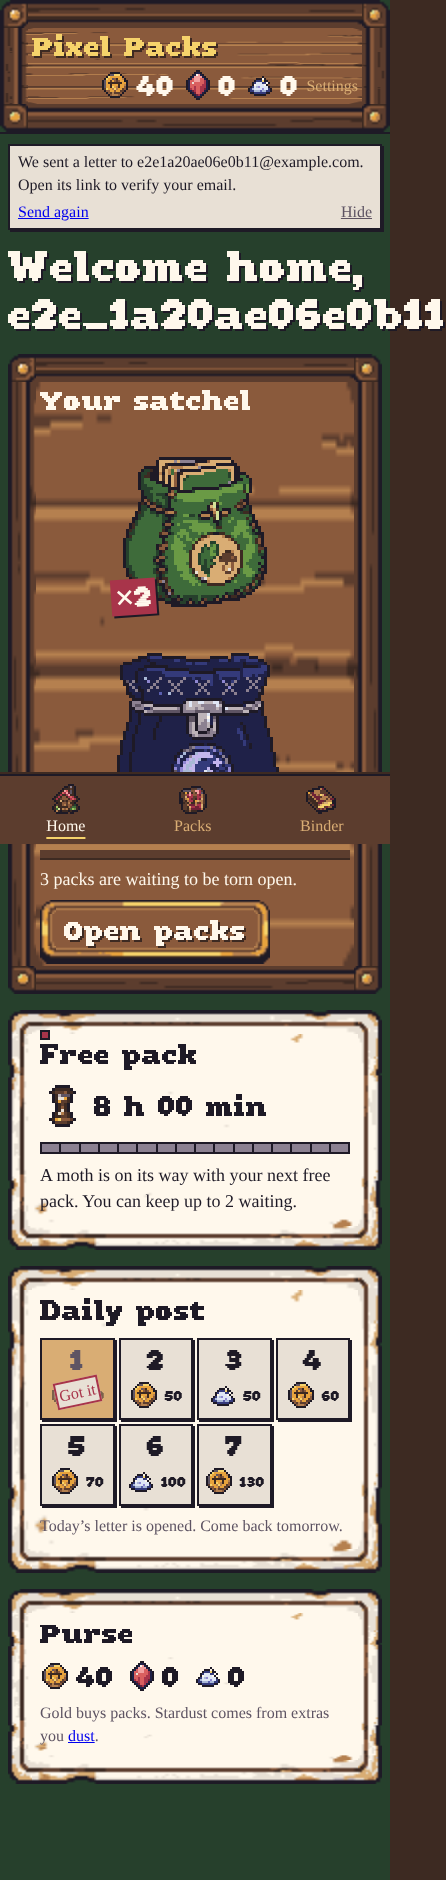 Pixel Packs
40 0 0 Settings
We sent a letter to e2e1a20ae06e0b11@example.com.
Open its link to verify your email.
Send again Hide
Welcome home,
e2e_1a20ae06e0b11
Your satchel
×2
Home Packs Binder
3 packs are waiting to be torn open.
Open packs
Free pack
8 h 00 min
A moth is on its way with your next free
pack. You can keep up to 2 waiting.
Daily post
1 2 3 4
Got it 50 50 60
5 6 7
70 100 130
Today’s letter is opened. Come back tomorrow.
Purse
40 0 0
Gold buys packs. Stardust comes from extras
you dust.